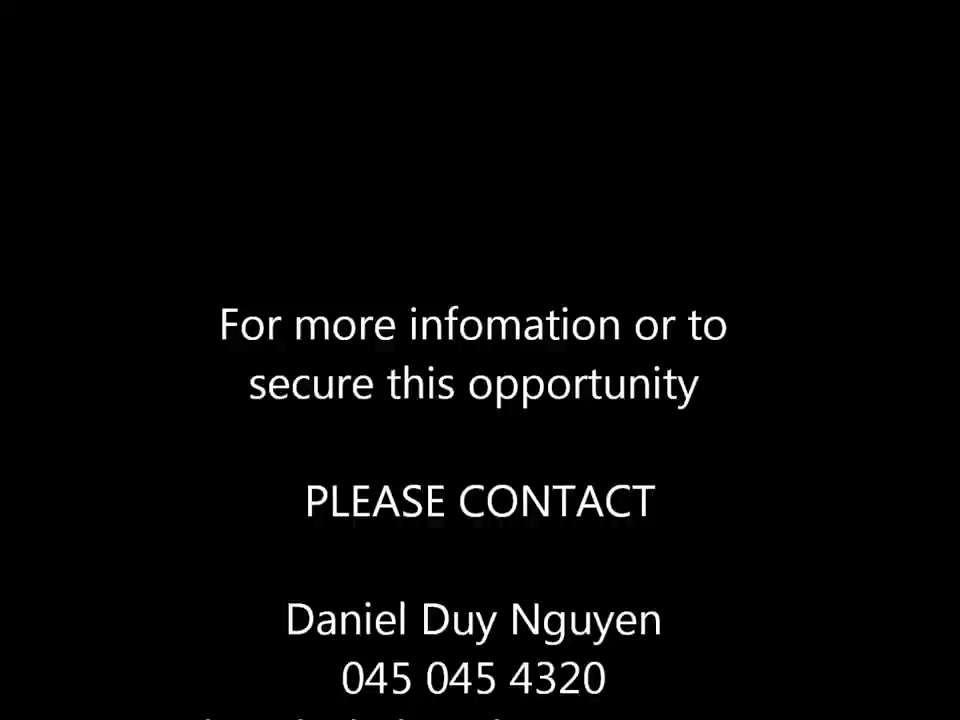 For more infomation or to
secure this opportunity
PLEASE CONTACT
Daniel Duy Nguyen
045 045 4320